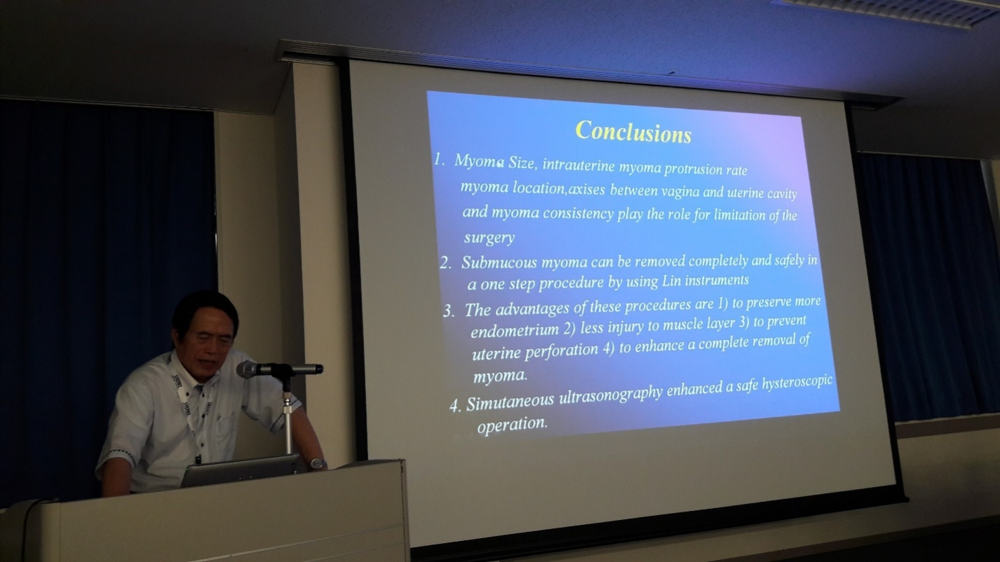 Conclusions
1. Myoma Size, intrauterine myoma protrusion rate
myoma location,axises between vagina and uterine cavity
and myoma consistency play the role for limitation of the
surgery
2. Submucous myoma can be removed completely and safely in
a one step procedure by using Lin instruments
3. The advantages of these procedures are 1) to preserve more
endometrium 2) less injury to muscle layer 3) to prevent
uterine perforation 4) to enhance a complete removal of
myoma.
4. Simutaneous ultrasonography enhanced a safe hysteroscopic
operation.